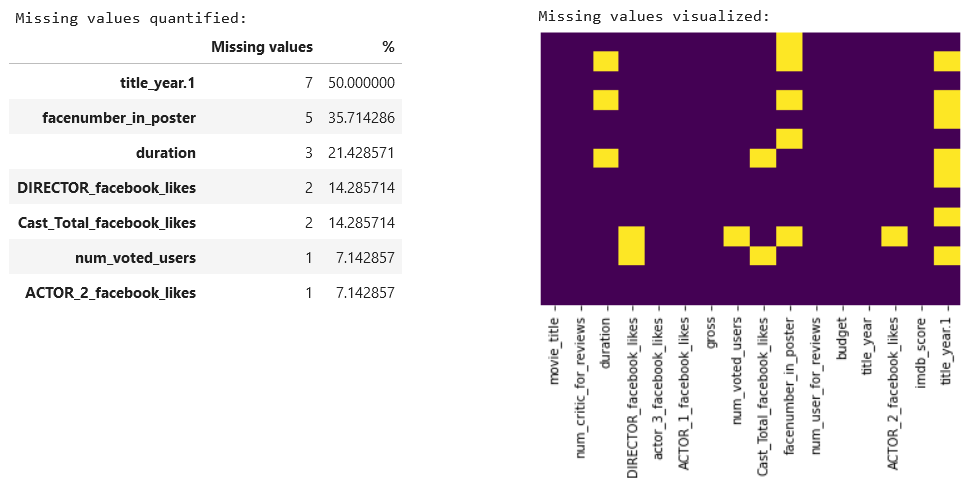 Missing values quantified:
Missing values %
title_year.1 7 50.000000
facenumber_in_poster 5 35.714286
duration 3 21.428571
DIRECTOR_facebook_likes 2 14.285714
Cast_Total_facebook_likes 2 14.285714
num_voted_users 1 7.142857
ACTOR_2_facebook_likes 1 7.142857
Missing values visualized:
movie_title
num_critic_for_reviews
duration
DIRECTOR_facebook_likes
actor_3_facebook_likes
ACTOR_1_facebook_likes
gross
num_voted_users
Cast_Total_facebook_likes
facenumber_in_poster
num_user_for_reviews
budget
title_year
ACTOR_2_facebook_likes
imdb_score
title_year.1